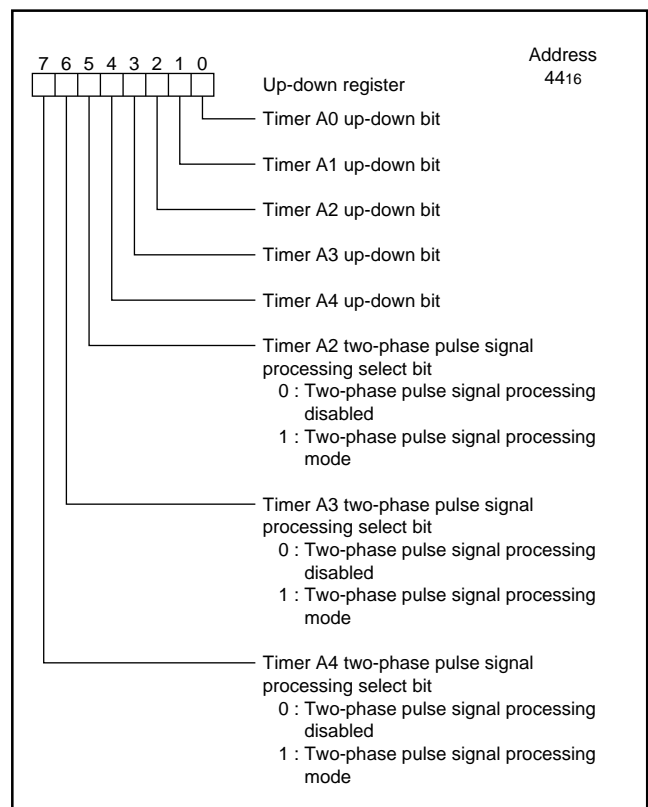 Address
4416
7 6 5 4 3 2 1 0
Up-down register
Timer A0 up-down bit
Timer A1 up-down bit
Timer A2 up-down bit
Timer A3 up-down bit
Timer A4 up-down bit
Timer A2 two-phase pulse signal
processing select bit
0 : Two-phase pulse signal processing
disabled
1 : Two-phase pulse signal processing
mode
Timer A3 two-phase pulse signal
processing select bit
0 : Two-phase pulse signal processing
disabled
1 : Two-phase pulse signal processing
mode
Timer A4 two-phase pulse signal
processing select bit
0 : Two-phase pulse signal processing
disabled
1 : Two-phase pulse signal processing
mode